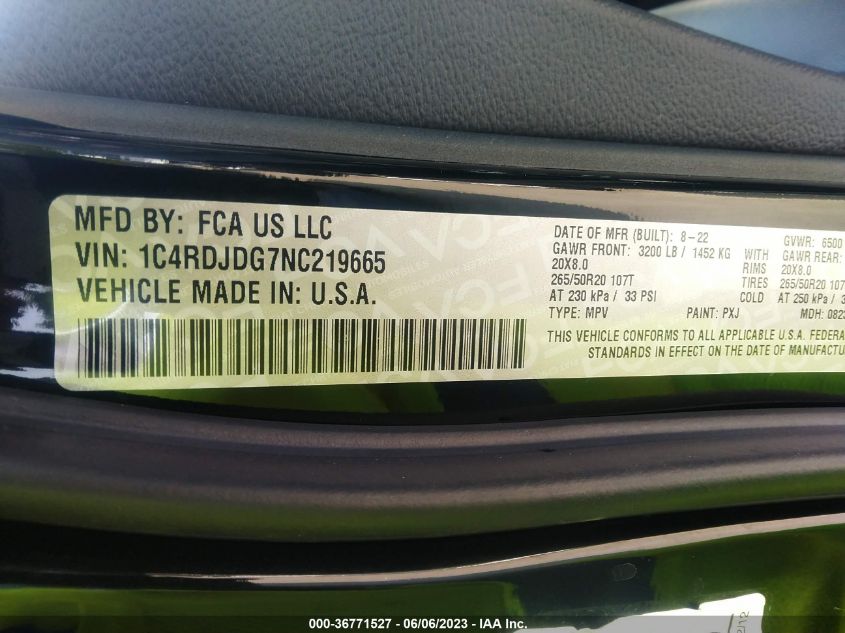 MFD BY: FCA US LLC
VIN: 1C4RDJDG7NC219665
VEHICLE MADE IN: U.S.A.
DATE OF MFR (BUILT): 8-22 GVWR: 6500
GAWR FRONT: 3200 LB/ 1452 KG WITH GAWR REAR:
20X8.0 RIMS 20X8.0
265/50R20 107T TIRES 265/50R20 107
AT 230 kPa / 33 PSI COLD AT 250 kPa /
TYPE: MPV PAINT: PXJ MDH: 082
THIS VEHICLE CONFORMS TO ALL APPLICABLE U.S.A. FEDERA
STANDARDS IN EFFECT ON THE DATE OF MANUFACTU
000-36771527 - 06/06/2023 - IAA Inc.